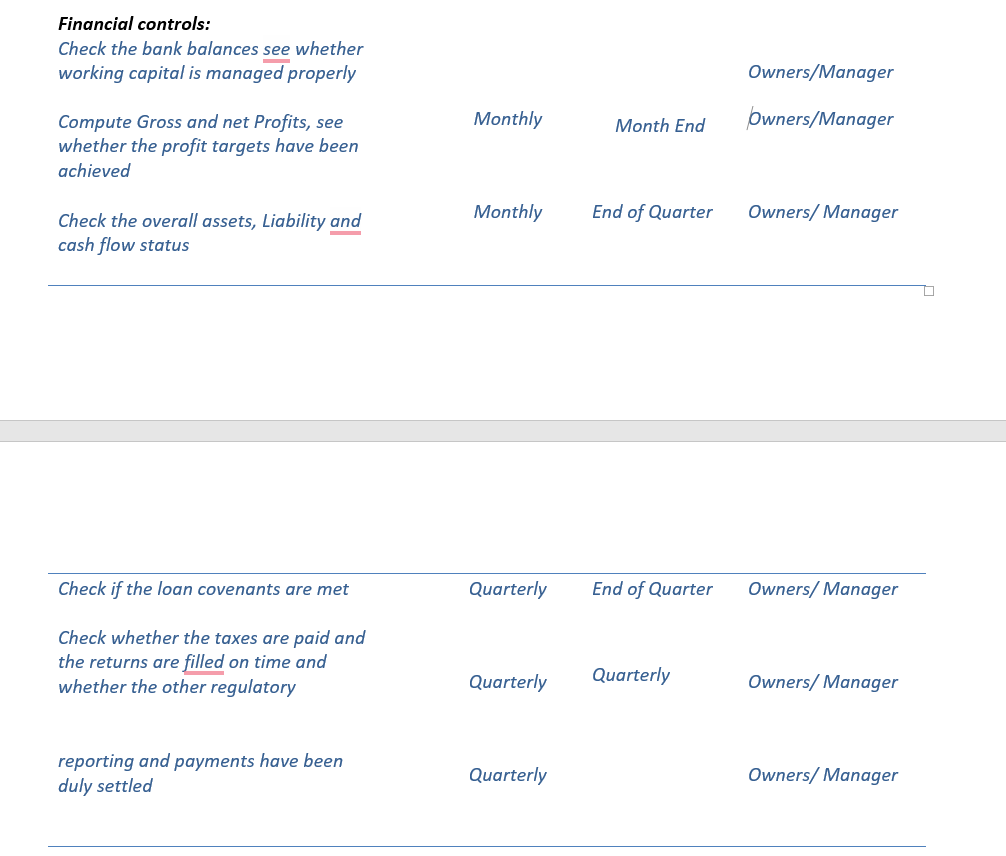 Financial controls:
Check the bank balances see whether
working capital is managed properly Owners/Manager
Compute Gross and net Profits, see Monthly Month End Owners/Manager
whether the profit targets have been
achieved
Check the overall assets, Liability and Monthly End of Quarter Owners/ Manager
cash flow status
Check if the loan covenants are met Quarterly End of Quarter Owners/ Manager
Check whether the taxes are paid and
the returns are filled on time and
whether the other regulatory Quarterly Quarterly Owners/ Manager
reporting and payments have been
duly settled Quarterly Owners/ Manager